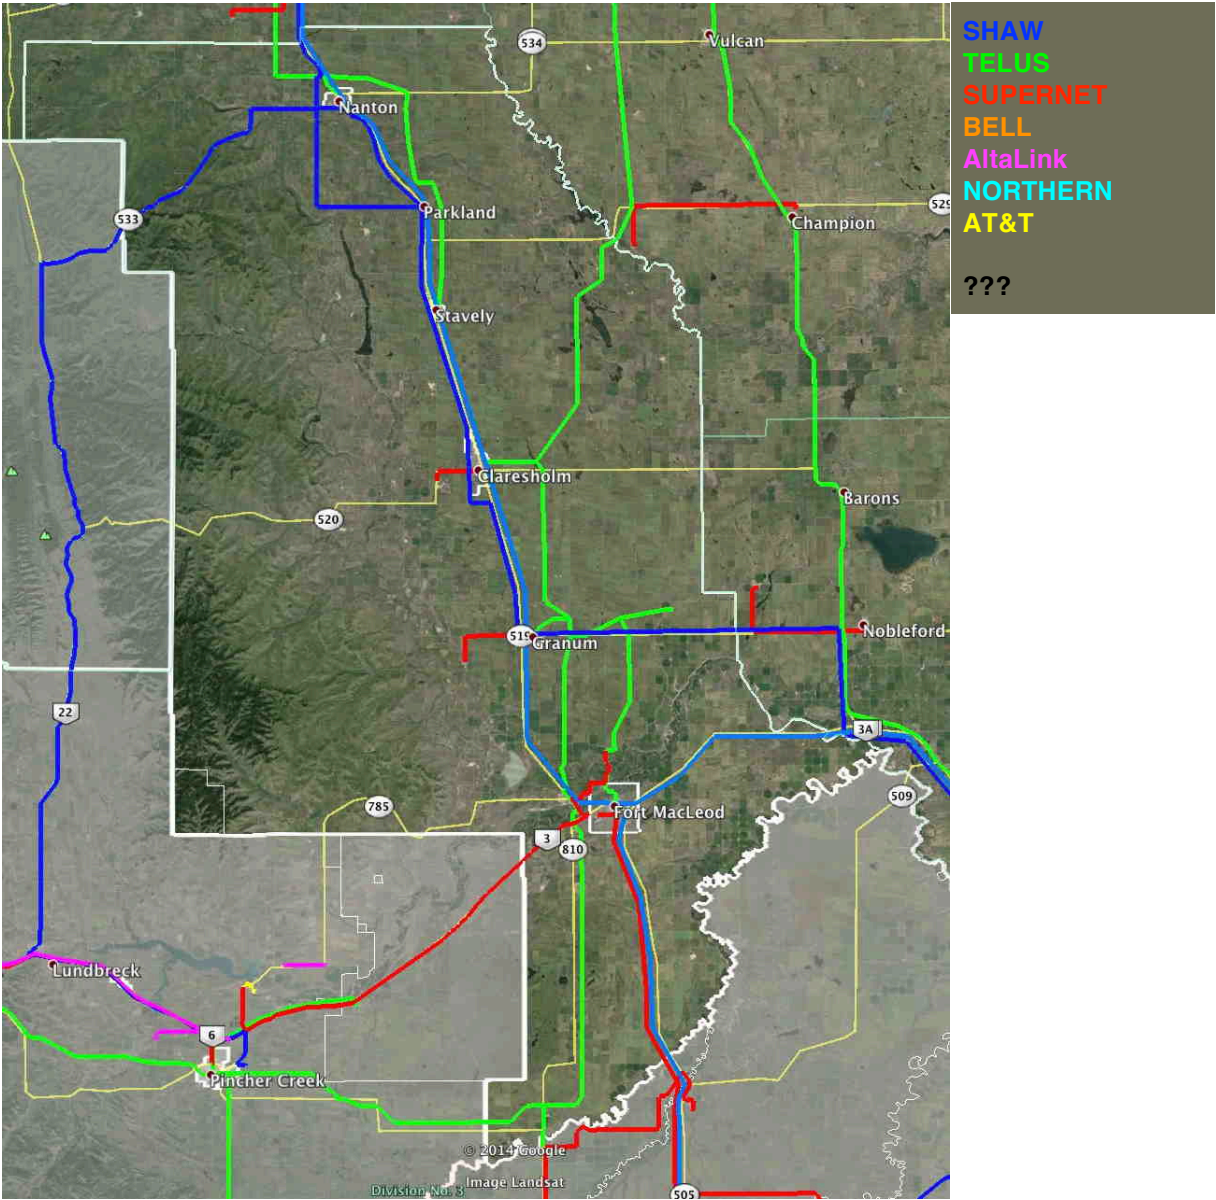 SHAW
TELUS
SUPERNET
BELL
AltaLink
NORTHERN
AT&T
???
534
Vulcan
Nanton
533
Parkland
529
Champion
Stavely
Claresholm
520
Barons
519
Granum
Nobleford
22
3A
785
Fort MacLeod
509
3
810
Lundbreck
6
Pincher Creek
© 2014 Google
Image Landsat
Division No. 3
505